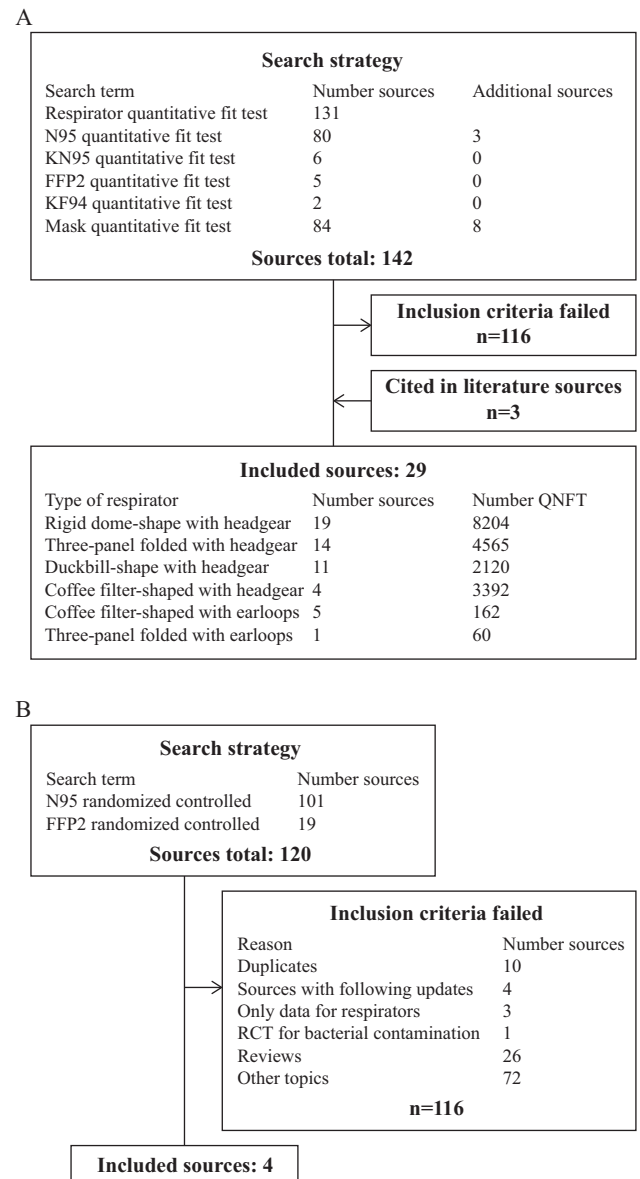 A
Search strategy
Search term Number sources Additional sources
Respirator quantitative fit test 131
N95 quantitative fit test 80 3
KN95 quantitative fit test 6 0
FFP2 quantitative fit test 5 0
KF94 quantitative fit test 2 0
Mask quantitative fit test 84 8
Sources total: 142
Inclusion criteria failed
n=116
Cited in literature sources
n=3
Included sources: 29
Type of respirator Number sources Number QNFT
Rigid dome-shape with headgear 19 8204
Three-panel folded with headgear 14 4565
Duckbill-shape with headgear 11 2120
Coffee filter-shaped with headgear 4 3392
Coffee filter-shaped with earloops 5 162
Three-panel folded with earloops 1 60
B
Search strategy
Search term Number sources
N95 randomized controlled 101
FFP2 randomized controlled 19
Sources total: 120
Inclusion criteria failed
Reason Number sources
Duplicates 10
Sources with following updates 4
Only data for respirators 3
RCT for bacterial contamination 1
Reviews 26
Other topics 72
n=116
Included sources: 4